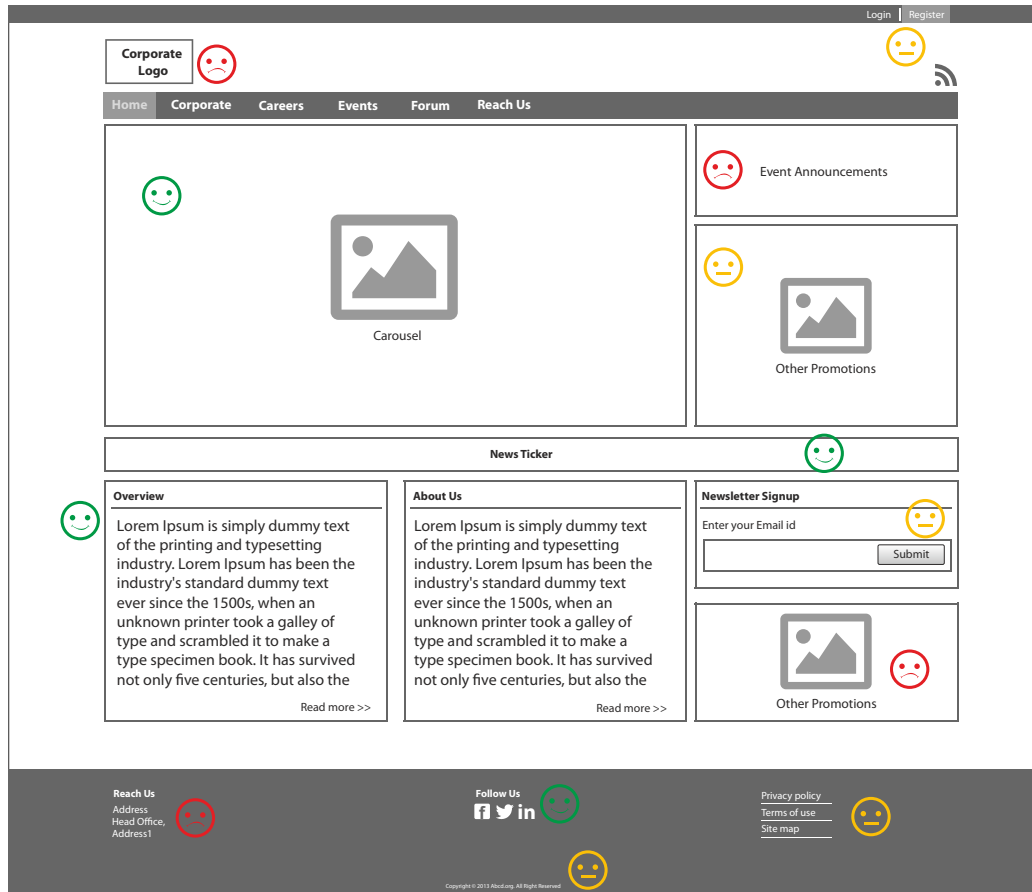 Login
Register
Corporate
Logo
Home
Corporate
Careers
Events
Forum
Reach Us
Event Announcements
Carousel
Other Promotions
News Ticker
Overview
Lorem Ipsum is simply dummy text
of the printing and typesetting
industry. Lorem Ipsum has been the
industry's standard dummy text
ever since the 1500s, when an
unknown printer took a galley of
type and scrambled it to make a
type specimen book. It has survived
not only five centuries, but also the
Read more >>
About Us
Lorem Ipsum is simply dummy text
of the printing and typesetting
industry. Lorem Ipsum has been the
industry's standard dummy text
ever since the 1500s, when an
unknown printer took a galley of
type and scrambled it to make a
type specimen book. It has survived
not only five centuries, but also the
Read more >>
Newsletter Signup
Enter your Email id
Submit
Other Promotions
Reach Us
Address
Head Office,
Address1
Follow Us
Privacy policy
Terms of use
Site map
Copyright © 2013 Abcd.org. All Right Reserved